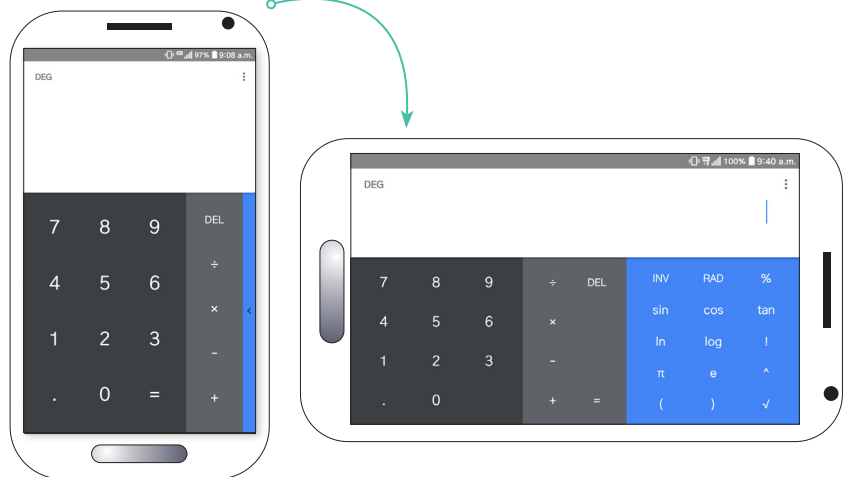 97% 9:08 a.m.
DEG
7 8 9 DEL
÷
4 5 6
×
1 2 3
−
. 0 = +
<
100% 9:40 a.m.
DEG
7 8 9 ÷ DEL INV RAD %
4 5 6 × sin cos tan
1 2 3 − ln log !
π e ^
. 0 + = ( ) √